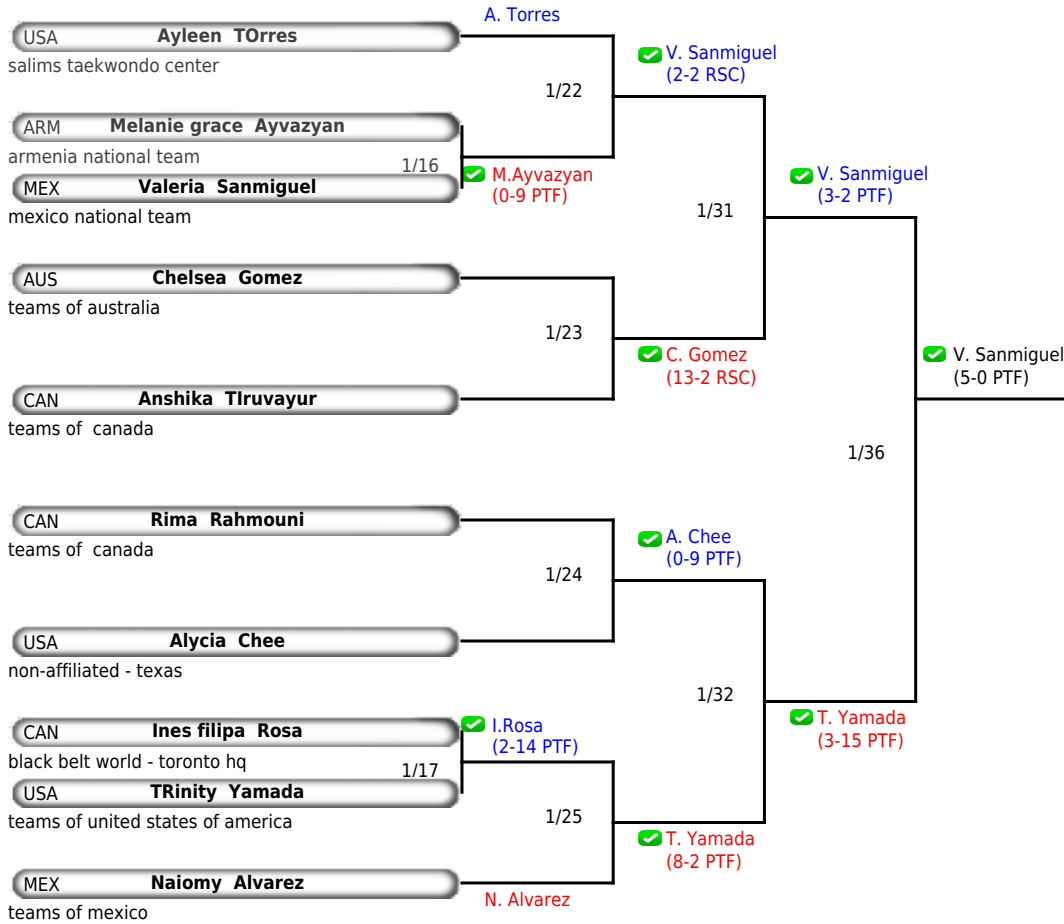 A. Torres
USA Ayleen TOrres
salims taekwondo center
V. Sanmiguel
(2-2 RSC)
1/22
ARM Melanie grace Ayvazyan
armenia national team
1/16
M.Ayvazyan
(0-9 PTF)
MEX Valeria Sanmiguel
mexico national team
V. Sanmiguel
(3-2 PTF)
1/31
AUS Chelsea Gomez
teams of australia
1/23
C. Gomez
(13-2 RSC)
V. Sanmiguel
(5-0 PTF)
CAN Anshika TIruvayur
teams of  canada
1/36
CAN Rima Rahmouni
teams of  canada
A. Chee
(0-9 PTF)
1/24
USA Alycia Chee
non-affiliated - texas
1/32
T. Yamada
(3-15 PTF)
CAN Ines filipa Rosa
black belt world - toronto hq
I.Rosa
(2-14 PTF)
1/17
USA TRinity Yamada
teams of united states of america
1/25
T. Yamada
(8-2 PTF)
MEX Naiomy Alvarez
teams of mexico
N. Alvarez